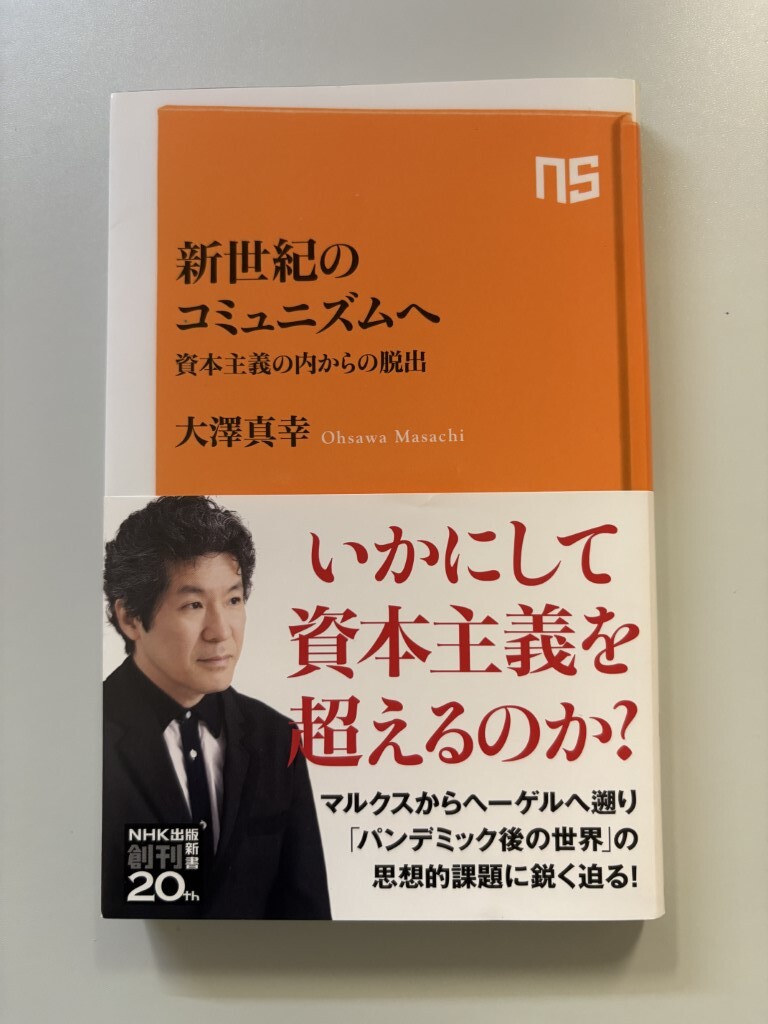 NS
新世紀の
コミュニズムへ
資本主義の内からの脱出
大澤真幸 Ohsawa Masachi
いかにして
資本主義を
超えるのか?
マルクスからヘーゲルへ遡り
「パンデミック後の世界」の
思想的課題に鋭く迫る!
NHK出版
新書
創刊
20th